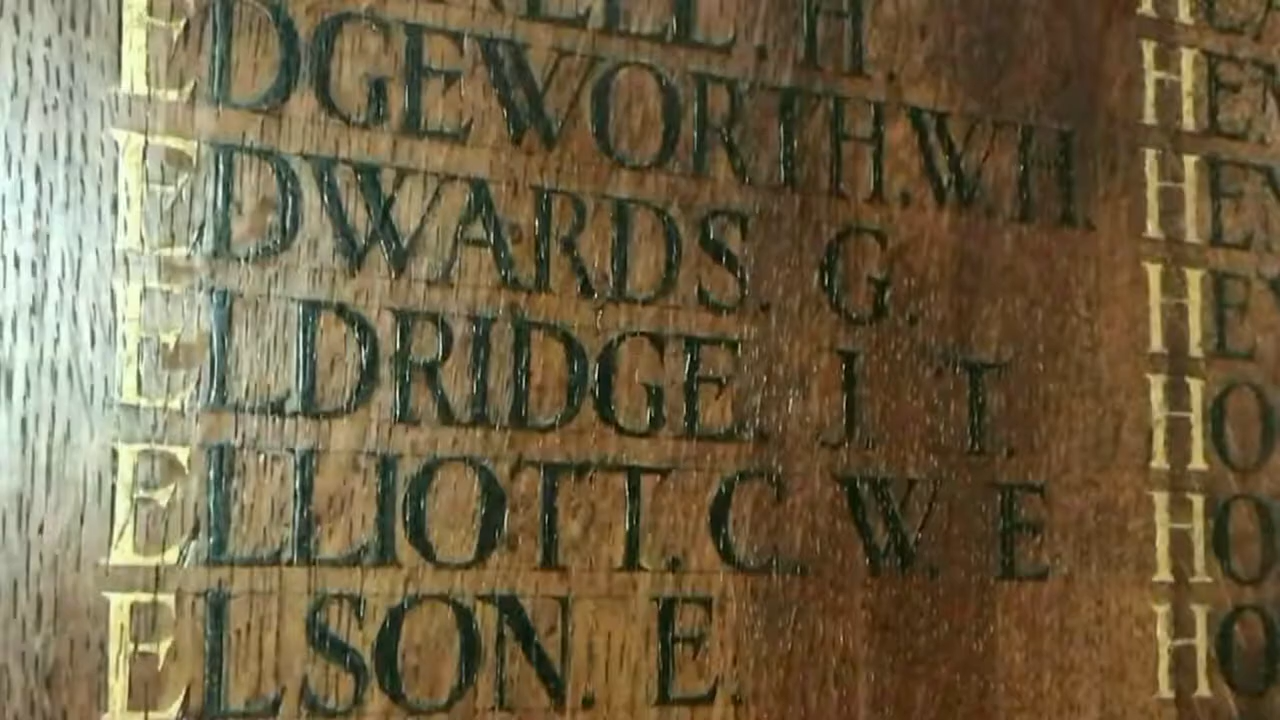 H.
EDGEWORTH. W. H.
EDWARDS. G.
ELDRIDGE. J. T.
ELLIOTT. C. W. E
ELSON. E.